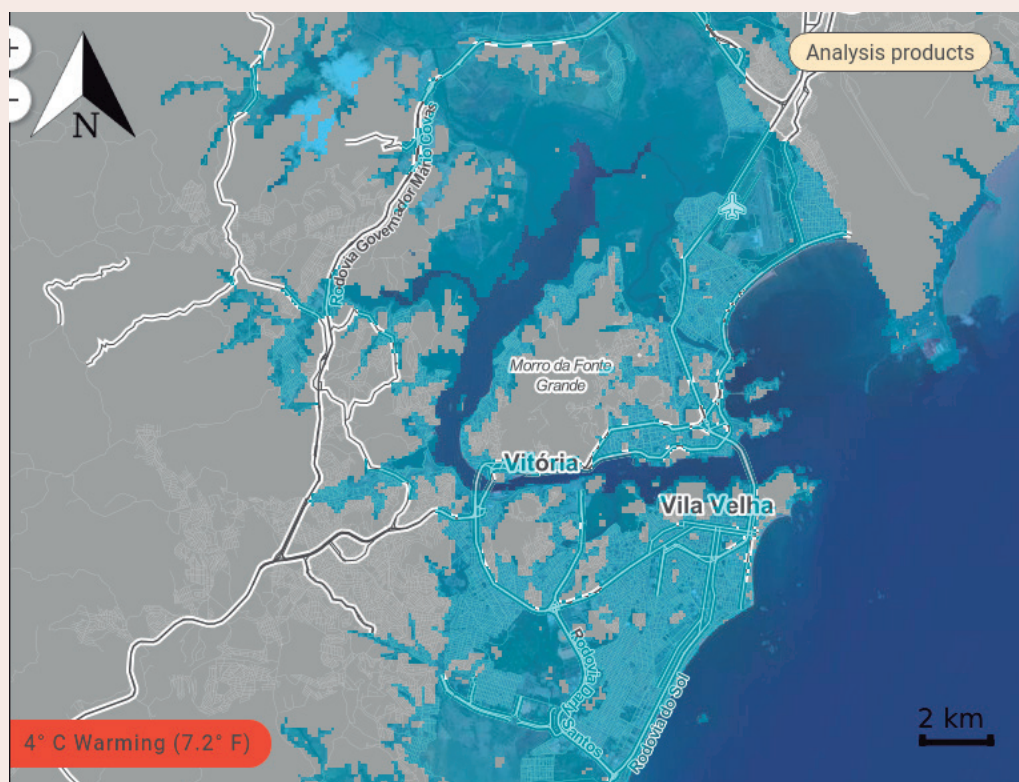 +
Analysis products
−
N
Rodovia Governador Mário Covas
Morro da Fonte
Grande
Vitória
Vila Velha
Rodovia Darly
Santos
Rodovia do Sol
2 km
4° C Warming (7.2° F)